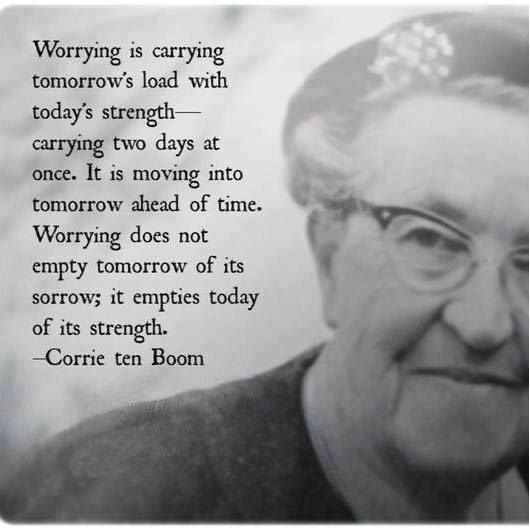 Worrying is carrying
tomorrow's load with
today's strength—
carrying two days at
once. It is moving into
tomorrow ahead of time.
Worrying does not
empty tomorrow of its
sorrow; it empties today
of its strength.
—Corrie ten Boom